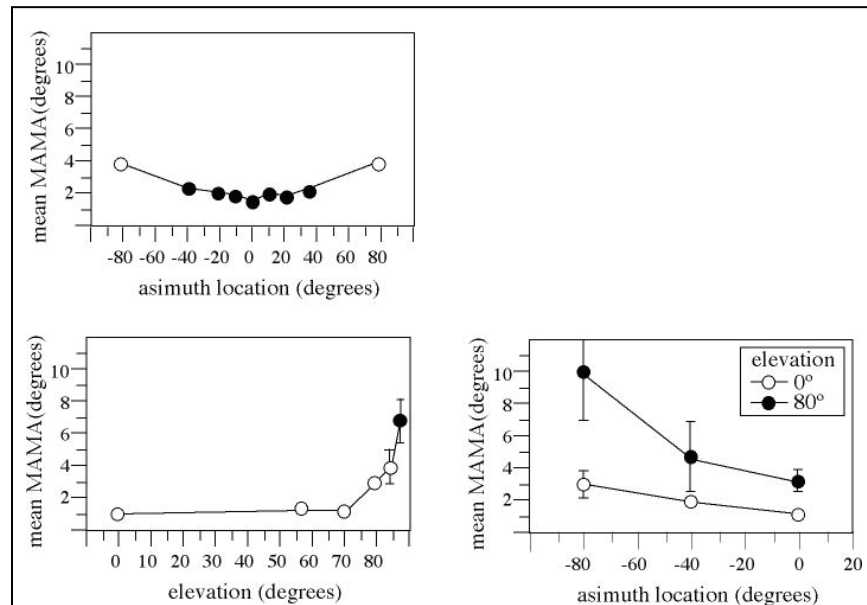 mean MAMA(degrees)
10
8
6
4
2
-80 -60 -40 -20 0 20 40 60 80
asimuth location (degrees)
mean MAMA(degrees)
10
8
6
4
2
0 10 20 30 40 50 60 70 80
elevation (degrees)
mean MAMA(degrees)
10
8
6
4
2
elevation
0º
80º
-80 -60 -40 -20 0 20
asimuth location (degrees)